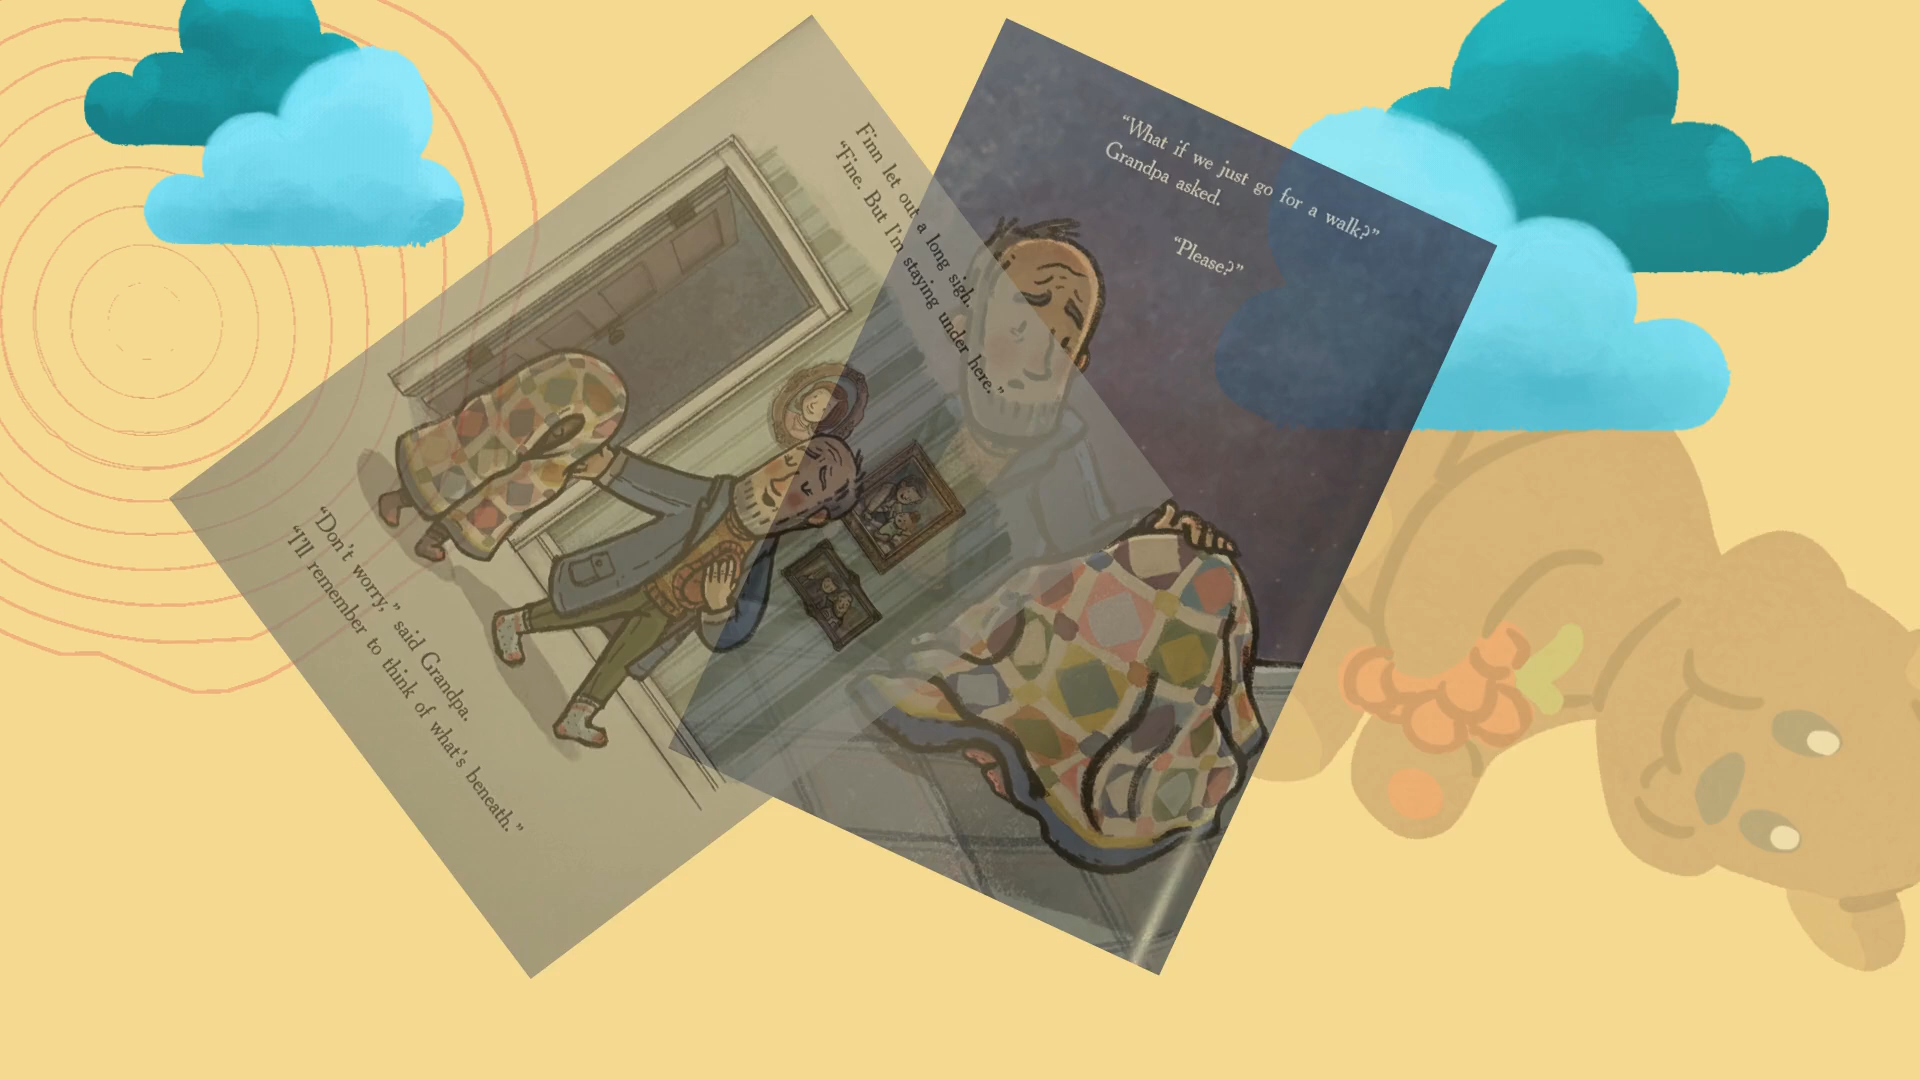 “What if we just go for a walk?”
Grandpa asked.
“Please?”
Finn let out a long sigh.
“Fine. But I'm staying under here.”
“Don't worry,” said Grandpa.
“I'll remember to think of what's beneath.”